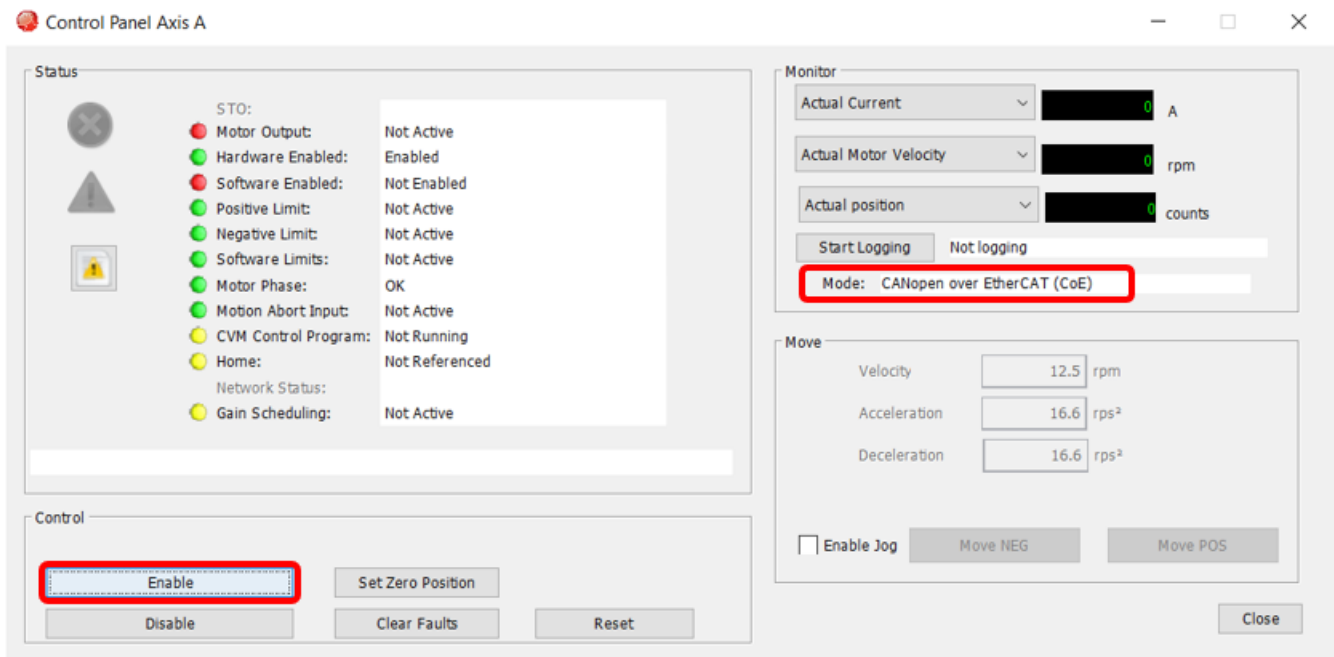 Control Panel Axis A
Status
STO:
Motor Output: Not Active
Hardware Enabled: Enabled
Software Enabled: Not Enabled
Positive Limit: Not Active
Negative Limit: Not Active
Software Limits: Not Active
Motor Phase: OK
Motion Abort Input: Not Active
CVM Control Program: Not Running
Home: Not Referenced
Network Status:
Gain Scheduling: Not Active
Control
Enable Set Zero Position
Disable Clear Faults Reset
Monitor
Actual Current 0 A
Actual Motor Velocity 0 rpm
Actual position 0 counts
Start Logging Not logging
Mode: CANopen over EtherCAT (CoE)
Move
Velocity 12.5 rpm
Acceleration 16.6 rps²
Deceleration 16.6 rps²
Enable Jog Move NEG Move POS
Close